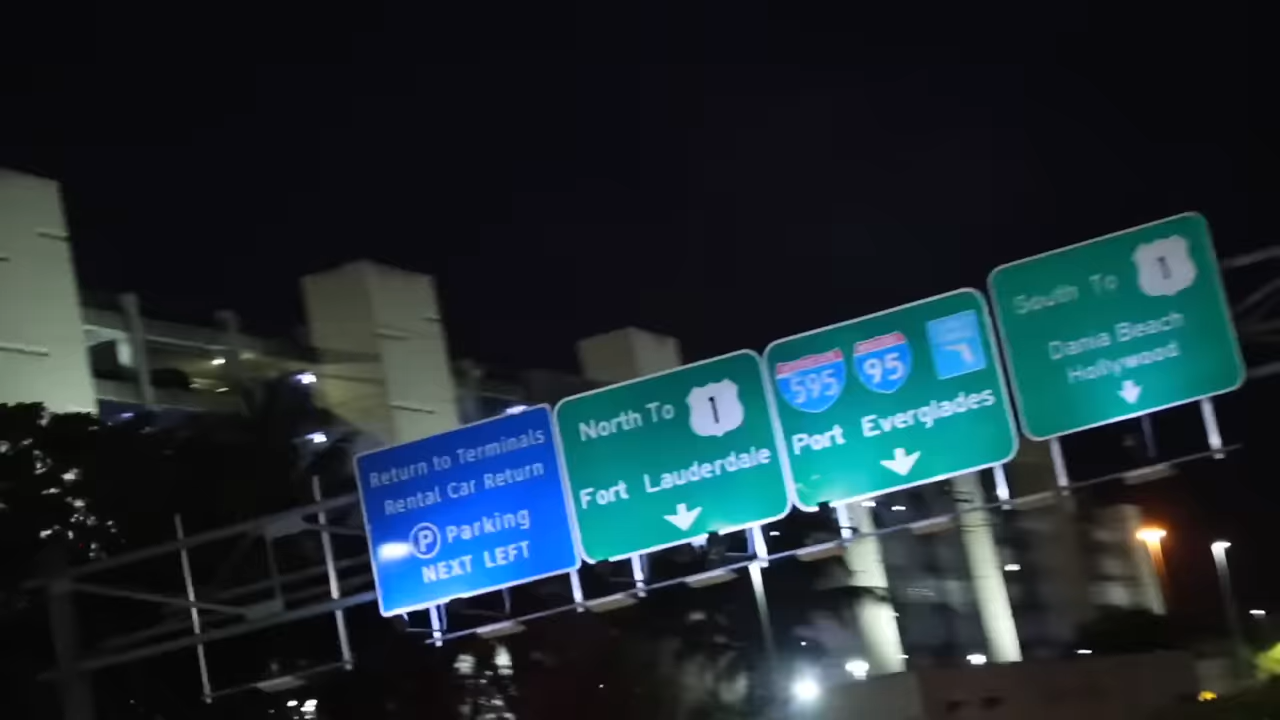 Return to Terminals
Rental Car Return
P Parking
NEXT LEFT
North To 1
Fort Lauderdale
595 95
Port Everglades
South To 1
Dania Beach
Hollywood